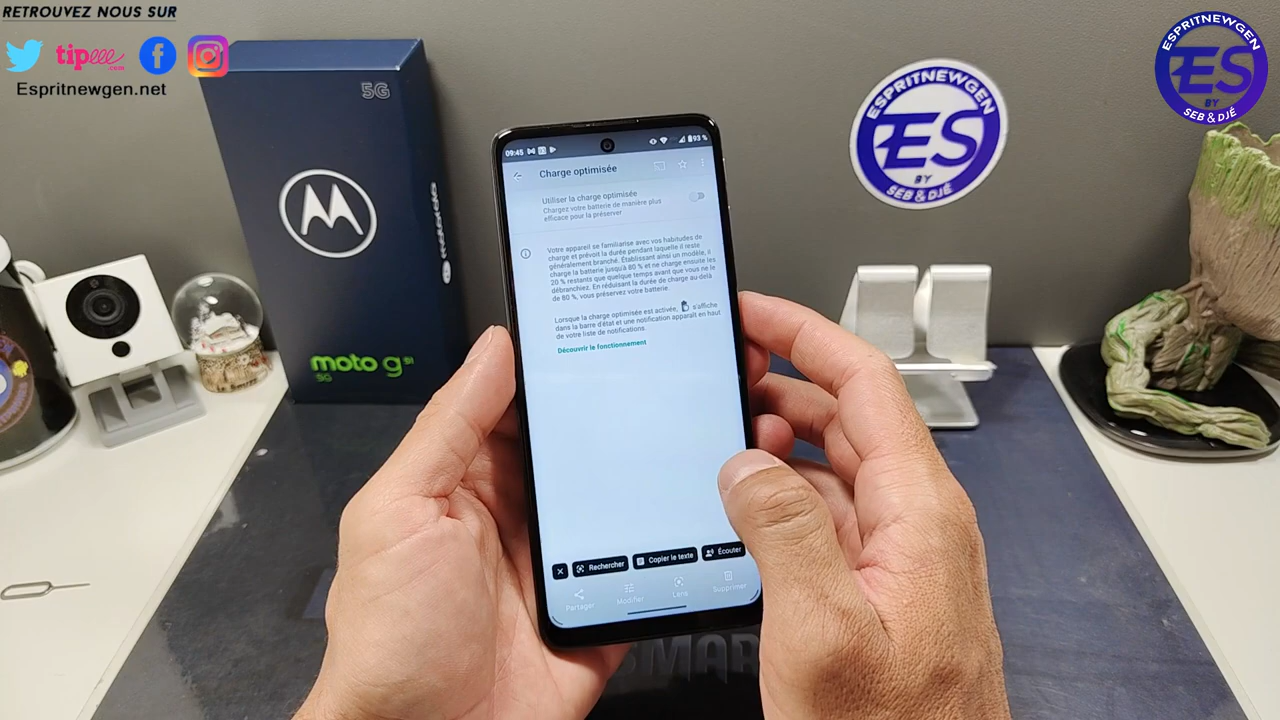 RETROUVEZ NOUS SUR
tipeee
.com
Espritnewgen.net
5G
moto g 51
5G
09:45
93 %
Charge optimisée
Utiliser la charge optimisée
Chargez votre batterie de manière plus
efficace pour la préserver
Votre appareil se familiarise avec vos habitudes de
charge et prévoit la durée pendant laquelle il reste
généralement branché. Établissant ainsi un modèle, il
charge la batterie jusqu'à 80 % et ne charge ensuite les
20 % restants que quelque temps avant que vous ne le
débranchiez. En réduisant la durée de charge au-delà
de 80 %, vous préservez votre batterie.
Lorsque la charge optimisée est activée, s'affiche
dans la barre d'état et une notification apparaît en haut
de votre liste de notifications.
Découvrir le fonctionnement
Rechercher
Copier le texte
Écouter
Partager
Modifier
Lens
Supprimer
ESPRITNEWGEN
ES
BY
SEB & DJÉ
ESPRITNEWGEN
ES
BY
SEB & DJÉ
SMAR